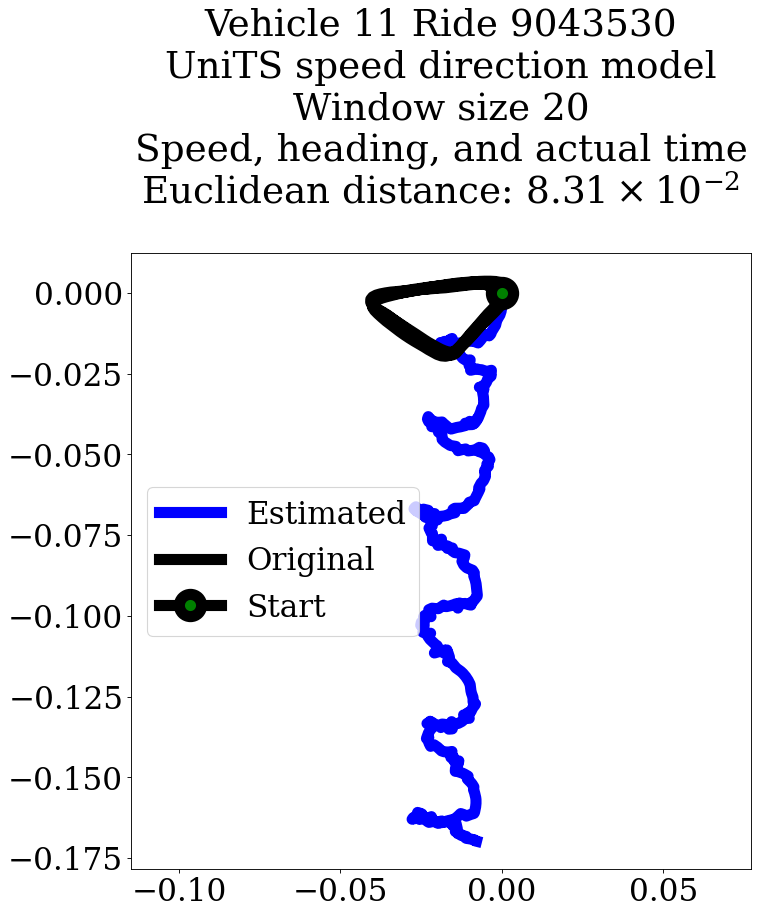 Vehicle 11 Ride 9043530
UniTS speed direction model
Window size 20
Speed, heading, and actual time
Euclidean distance: 8.31 × 10⁻²
0.000
−0.025
−0.050
−0.075
−0.100
−0.125
−0.150
−0.175
Estimated
Original
Start
−0.10
−0.05
0.00
0.05